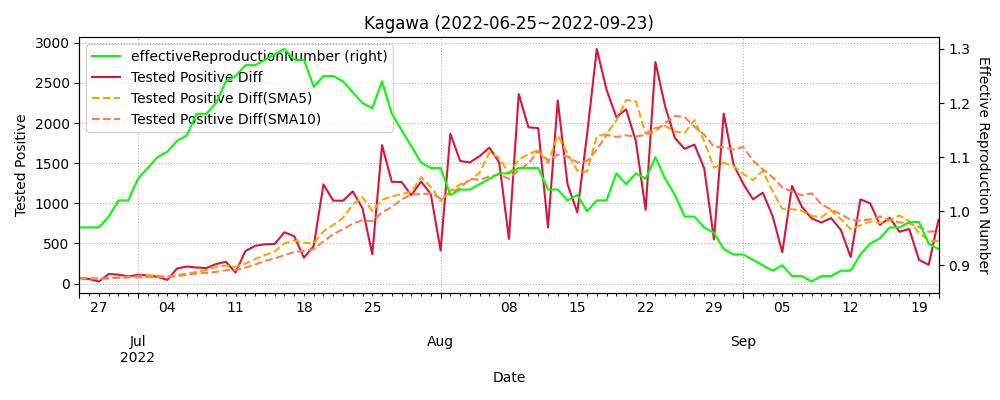 Kagawa (2022-06-25~2022-09-23)
effectiveReproductionNumber (right)
Tested Positive Diff
Tested Positive Diff(SMA5)
Tested Positive Diff(SMA10)
Tested Positive
3000
2500
2000
1500
1000
500
0
1.3
1.2
1.1
1.0
0.9
Effective Reproduction Number
27 04 11 18 25 08 15 22 29 05 12 19
Jul Aug Sep
2022
Date